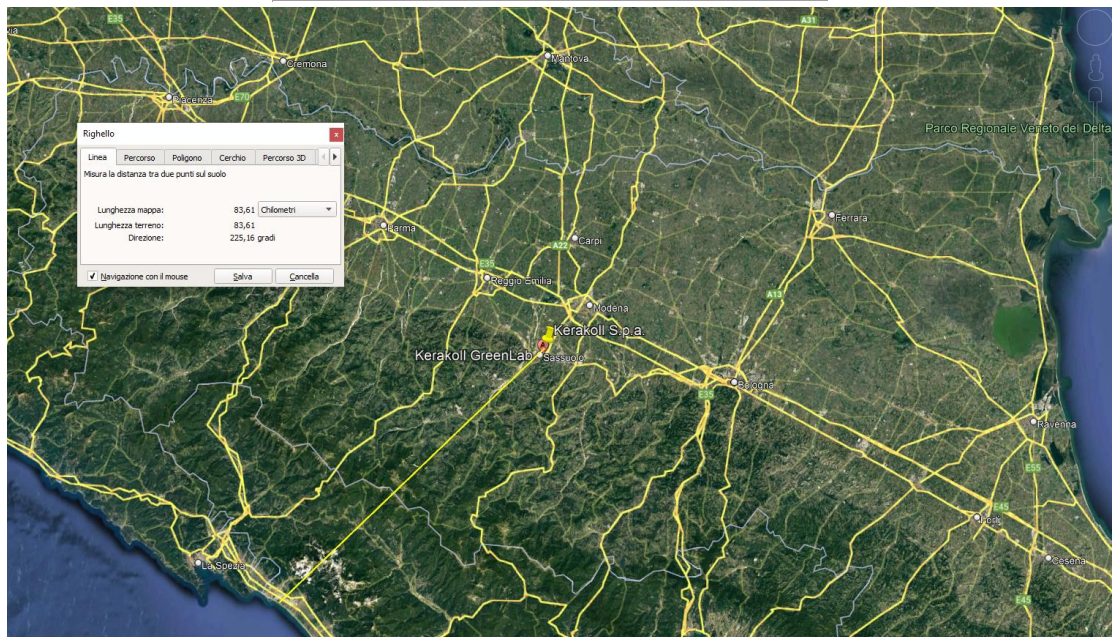 E35
A31
Cremona
Mantova
Piacenza
E70
Righello
x
Linea Percorso Poligono Cerchio Percorso 3D
Misura la distanza tra due punti sul suolo
Lunghezza mappa: 83,61 Chilometri
Lunghezza terreno: 83,61
Direzione: 225,16 gradi
Navigazione con il mouse Salva Cancella
Parco Regionale Veneto del Delta
Ferrara
Parma
Carpi
A22
E35
Reggio Emilia
A13
Modena
Kerakoll S.p.a.
Kerakoll GreenLab
Sassuolo
Bologna
E35
Ravenna
E55
E45
Forlì
La Spezia
Cesena
E45